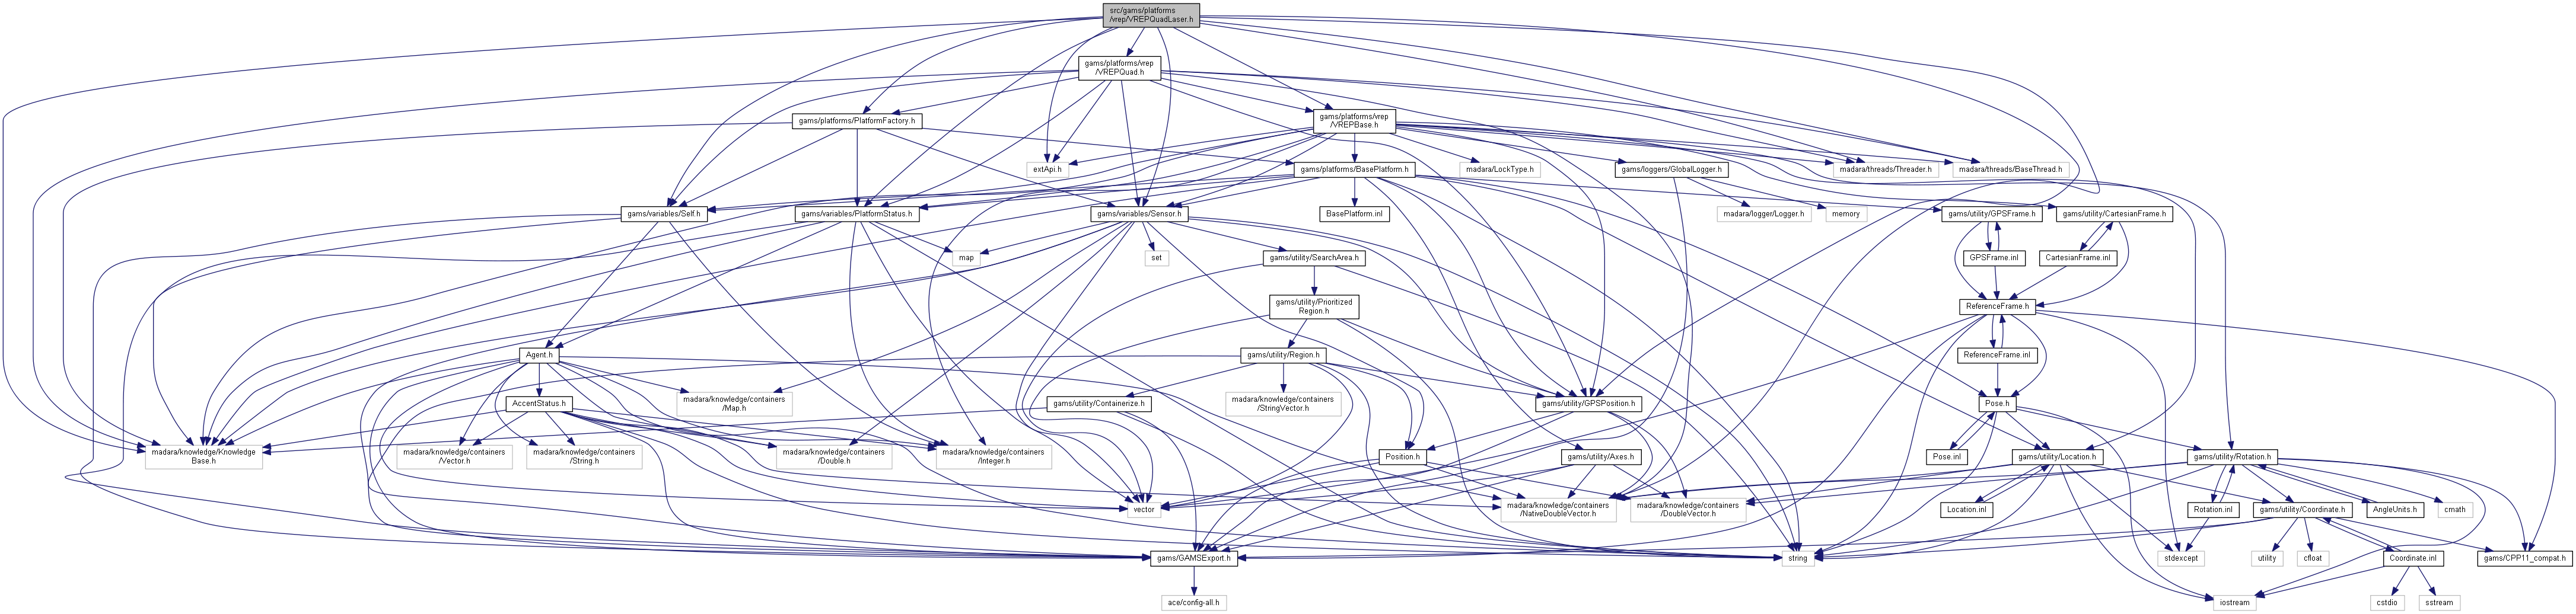 src/gams/platforms
/vrep/VREPQuadLaser.h
gams/platforms/vrep
/VREPQuad.h
gams/platforms/PlatformFactory.h
gams/platforms/vrep
/VREPBase.h
extApi.h
gams/platforms/BasePlatform.h
madara/LockType.h
gams/loggers/GlobalLogger.h
madara/threads/Threader.h
madara/threads/BaseThread.h
gams/variables/Self.h
gams/variables/PlatformStatus.h
gams/variables/Sensor.h
BasePlatform.inl
madara/logger/Logger.h
memory
gams/utility/GPSFrame.h
gams/utility/CartesianFrame.h
map
set
gams/utility/SearchArea.h
GPSFrame.inl
CartesianFrame.inl
gams/utility/Prioritized
Region.h
ReferenceFrame.h
Agent.h
gams/utility/Region.h
ReferenceFrame.inl
AccentStatus.h
madara/knowledge/containers
/Map.h
gams/utility/Containerize.h
madara/knowledge/containers
/StringVector.h
gams/utility/GPSPosition.h
Pose.h
madara/knowledge/Knowledge
Base.h
madara/knowledge/containers
/Vector.h
madara/knowledge/containers
/String.h
madara/knowledge/containers
/Double.h
madara/knowledge/containers
/Integer.h
Position.h
gams/utility/Axes.h
Pose.inl
gams/utility/Location.h
gams/utility/Rotation.h
vector
madara/knowledge/containers
/NativeDoubleVector.h
madara/knowledge/containers
/DoubleVector.h
Location.inl
Rotation.inl
gams/utility/Coordinate.h
AngleUnits.h
cmath
gams/GAMSExport.h
string
stdexcept
utility
cfloat
Coordinate.inl
gams/CPP11_compat.h
ace/config-all.h
iostream
cstdio
sstream